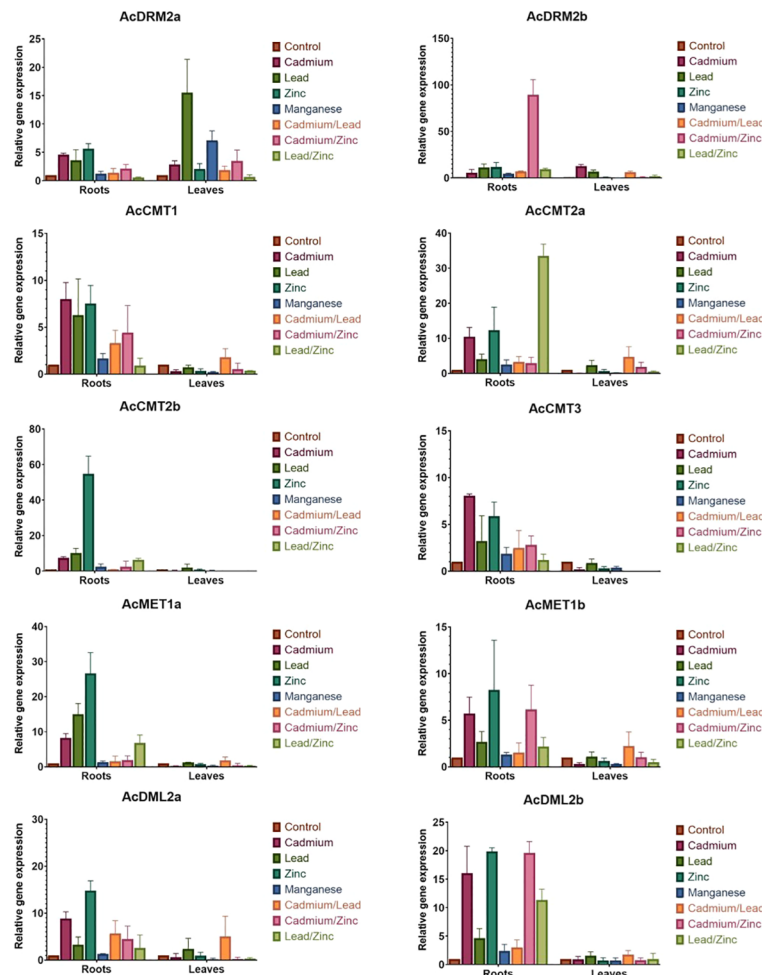 AcDRM2a
Relative gene expression
25
20
15
10
5
0
Roots
Leaves
Control
Cadmium
Lead
Zinc
Manganese
Cadmium/Lead
Cadmium/Zinc
Lead/Zinc
AcDRM2b
Relative gene expression
150
100
50
0
Roots
Leaves
Control
Cadmium
Lead
Zinc
Manganese
Cadmium/Lead
Cadmium/Zinc
Lead/Zinc
AcCMT1
Relative gene expression
15
10
5
0
Roots
Leaves
Control
Cadmium
Lead
Zinc
Manganese
Cadmium/Lead
Cadmium/Zinc
Lead/Zinc
AcCMT2a
Relative gene expression
40
30
20
10
0
Roots
Leaves
Control
Cadmium
Lead
Zinc
Manganese
Cadmium/Lead
Cadmium/Zinc
Lead/Zinc
AcCMT2b
Relative gene expression
80
60
40
20
0
Roots
Leaves
Control
Cadmium
Lead
Zinc
Manganese
Cadmium/Lead
Cadmium/Zinc
Lead/Zinc
AcCMT3
Relative gene expression
15
10
5
0
Roots
Leaves
Control
Cadmium
Lead
Zinc
Manganese
Cadmium/Lead
Cadmium/Zinc
Lead/Zinc
AcMET1a
Relative gene expression
40
30
20
10
0
Roots
Leaves
Control
Cadmium
Lead
Zinc
Manganese
Cadmium/Lead
Cadmium/Zinc
Lead/Zinc
AcMET1b
Relative gene expression
15
10
5
0
Roots
Leaves
Control
Cadmium
Lead
Zinc
Manganese
Cadmium/Lead
Cadmium/Zinc
Lead/Zinc
AcDML2a
Relative gene expression
30
20
10
0
Roots
Leaves
Control
Cadmium
Lead
Zinc
Manganese
Cadmium/Lead
Cadmium/Zinc
Lead/Zinc
AcDML2b
Relative gene expression
25
20
15
10
5
0
Roots
Leaves
Control
Cadmium
Lead
Zinc
Manganese
Cadmium/Lead
Cadmium/Zinc
Lead/Zinc